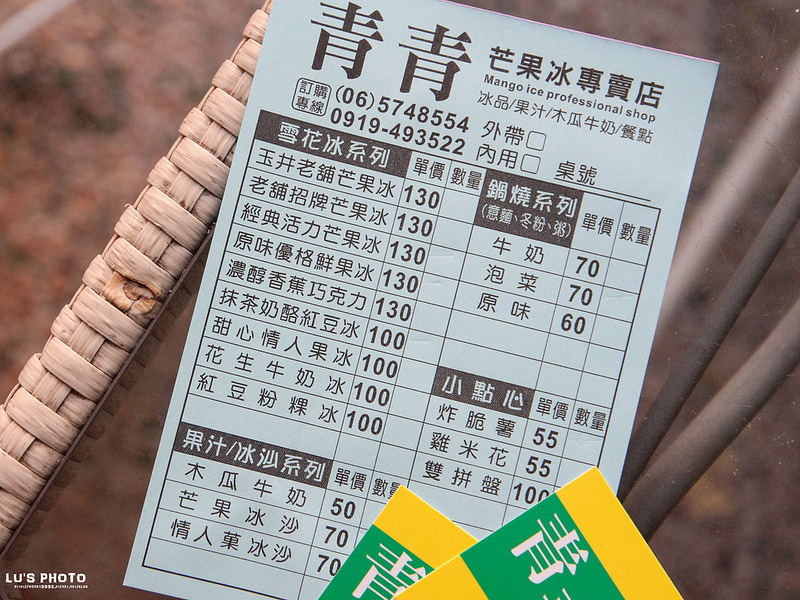 青青
芒果冰專賣店
Mango ice professional shop
冰品/果汁/木瓜牛奶/餐點
訂購專線
(06)5748554
0919-493522
外帶□
內用□ 桌號
雪花冰系列 單價 數量
玉井老舖芒果冰 130
老舖招牌芒果冰 130
經典活力芒果冰 130
原味優格鮮果冰 130
濃醇香蕉巧克力 130
抹茶奶酪紅豆冰 100
甜心情人果冰 100
花生牛奶冰 100
紅豆粉粿冰 100
果汁/冰沙系列 單價 數量
木瓜牛奶 50
芒果冰沙 70
情人菓冰沙 70
鍋燒系列 單價 數量
(意麵、冬粉、粥)
牛奶 70
泡菜 70
原味 60
小點心 單價 數量
炸脆薯 55
雞米花 55
雙拼盤 100
青
青
LU'S PHOTO